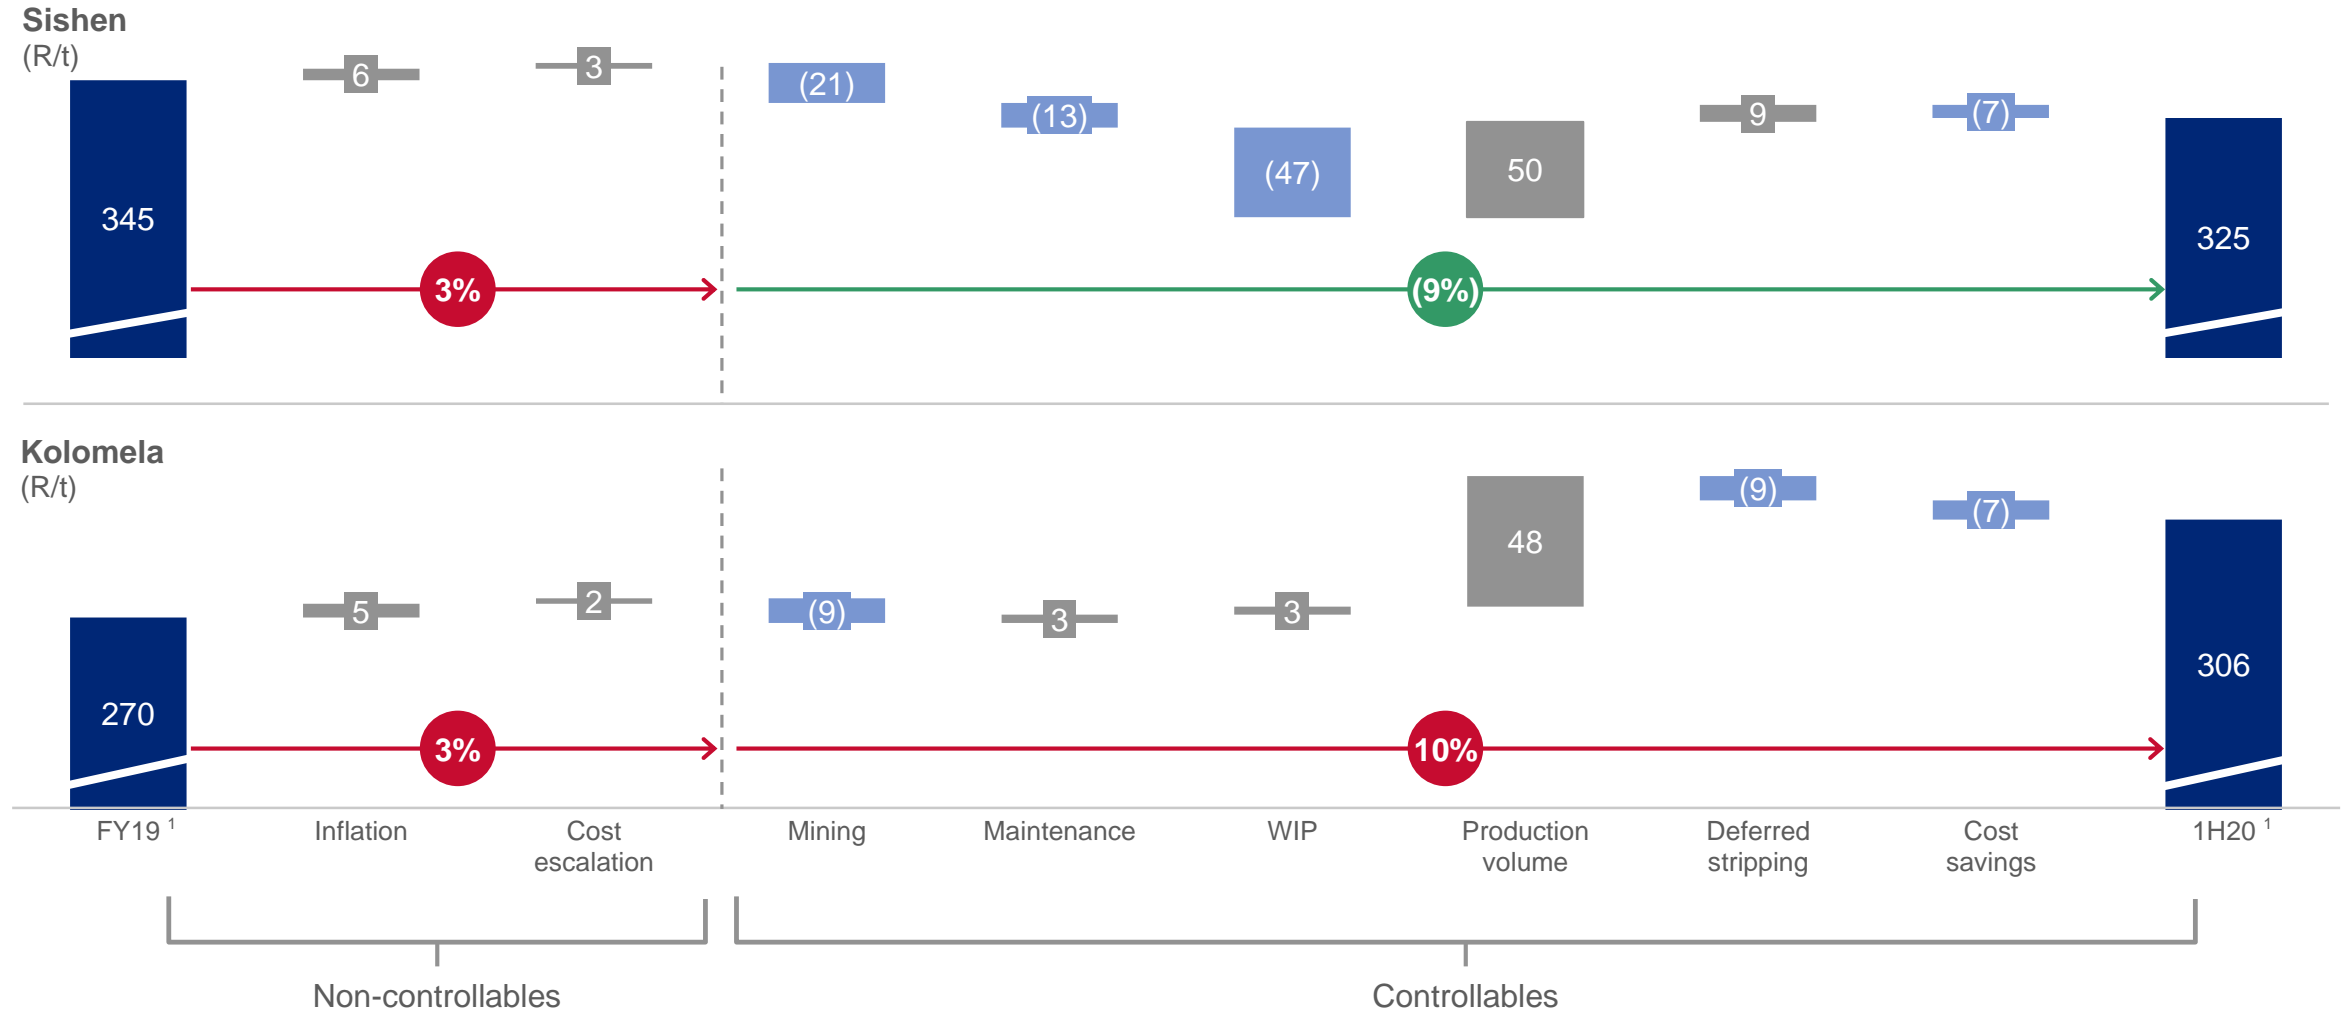 Sishen
(R/t)
6
3
(21)
(13)
(47)
50
9
(7)
345
325
3%
(9%)
Kolomela
(R/t)
5
2
(9)
3
3
48
(9)
(7)
270
306
3%
10%
FY19 1
Inflation
Cost
escalation
Mining
Maintenance
WIP
Production
volume
Deferred
stripping
Cost
savings
1H20 1
Non-controllables
Controllables